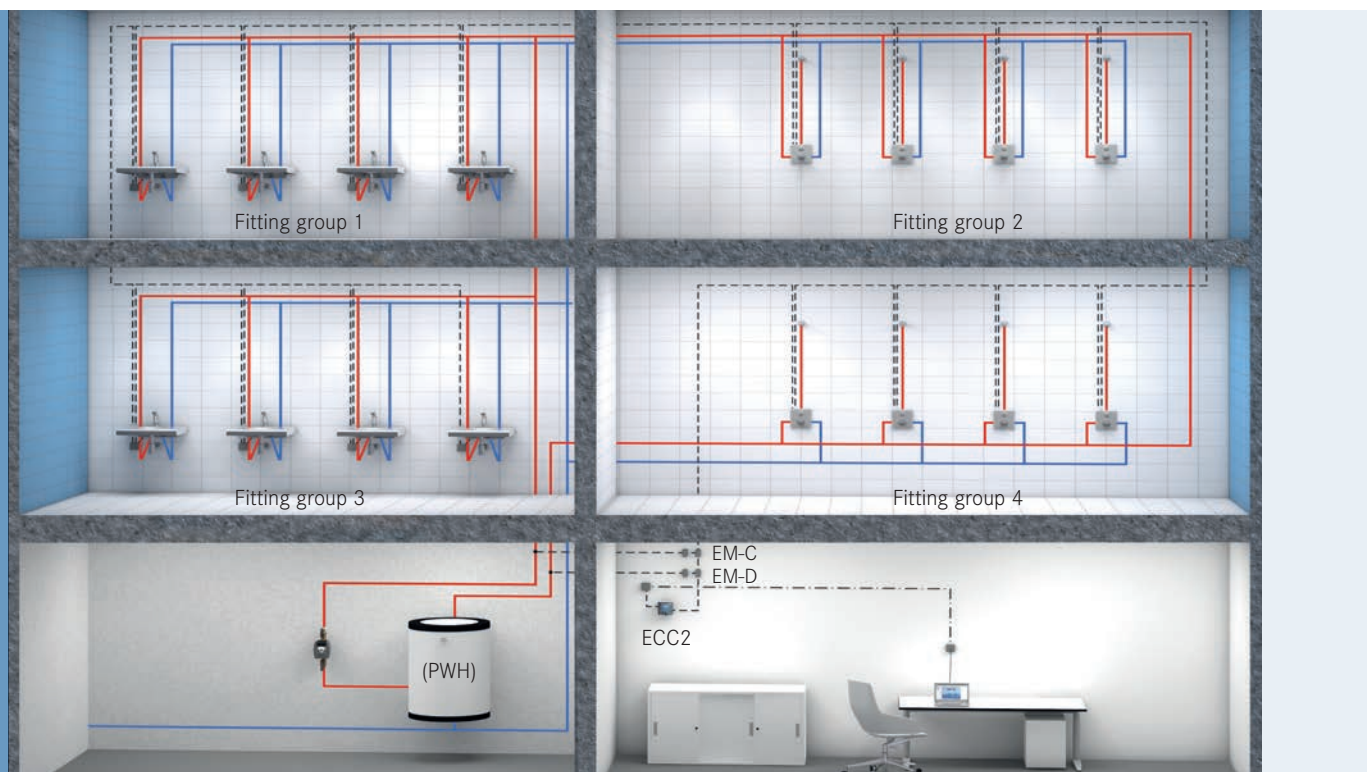 Fitting group 1
Fitting group 2
Fitting group 3
Fitting group 4
EM-C
EM-D
ECC2
(PWH)